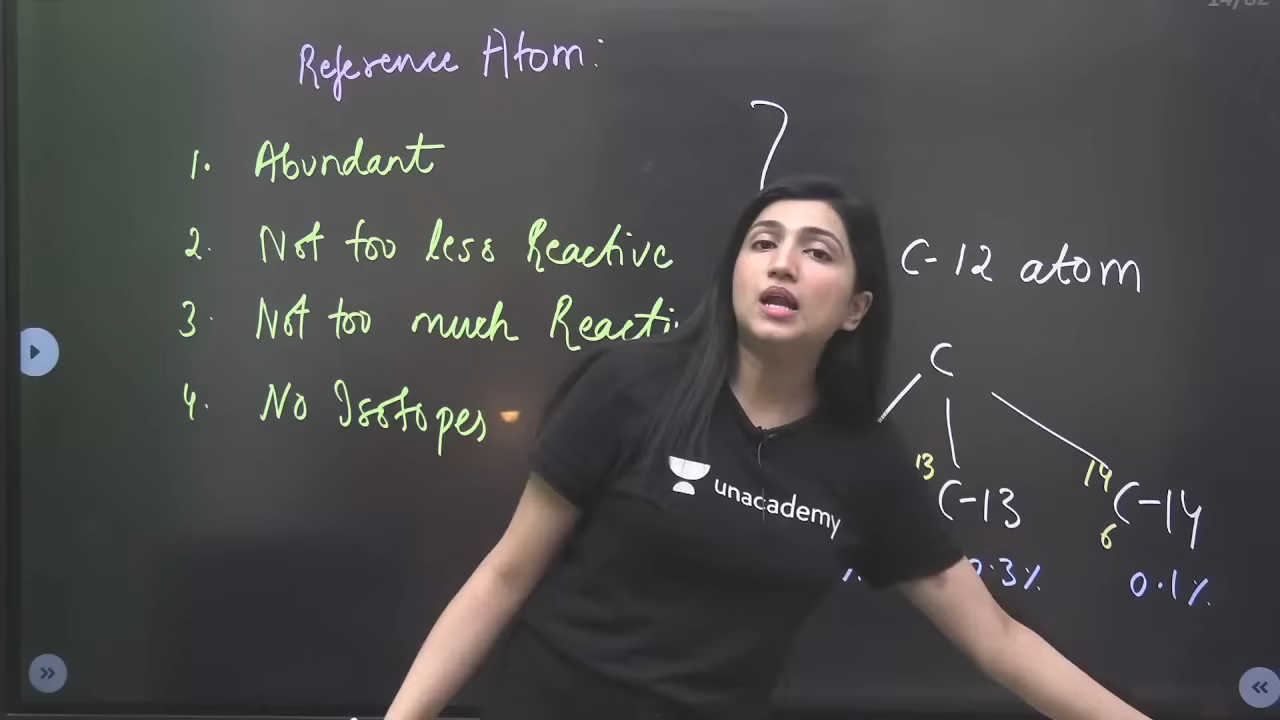 Reference Atom:
1. Abundant
2. Not too less Reactive
3. Not too much Reacti
4. No Isotopes -
C-12 atom
C
13 C-13
14 6 C-14
% .3% 0.1%
unacademy